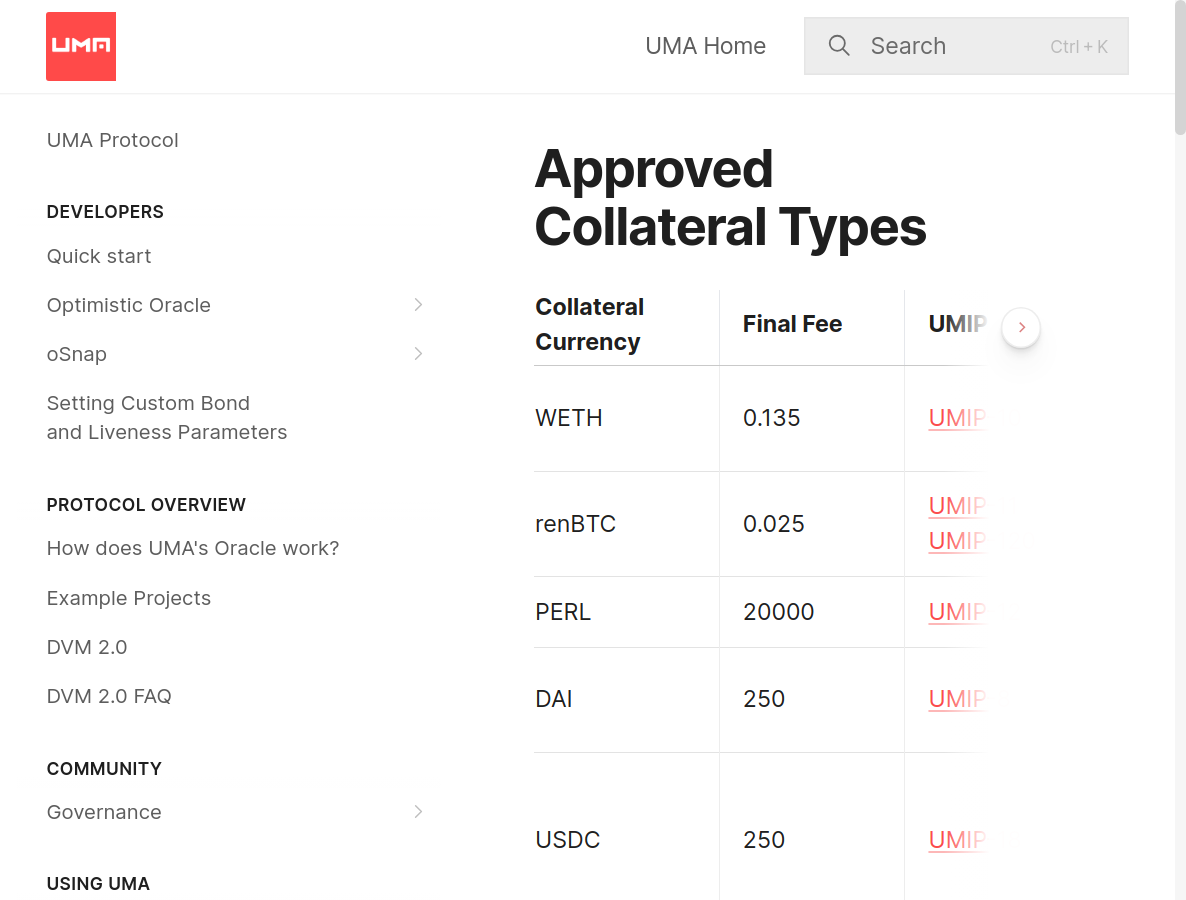 UMA
UMA Home
Search
Ctrl + K
UMA Protocol
DEVELOPERS
Quick start
Optimistic Oracle
oSnap
Setting Custom Bond
and Liveness Parameters
PROTOCOL OVERVIEW
How does UMA's Oracle work?
Example Projects
DVM 2.0
DVM 2.0 FAQ
COMMUNITY
Governance
USING UMA
Approved
Collateral Types
Collateral
Currency
Final Fee
UMIP
WETH
0.135
UMIP
renBTC
0.025
UMIP
UMIP
PERL
20000
UMIP
DAI
250
UMIP
USDC
250
UMIP